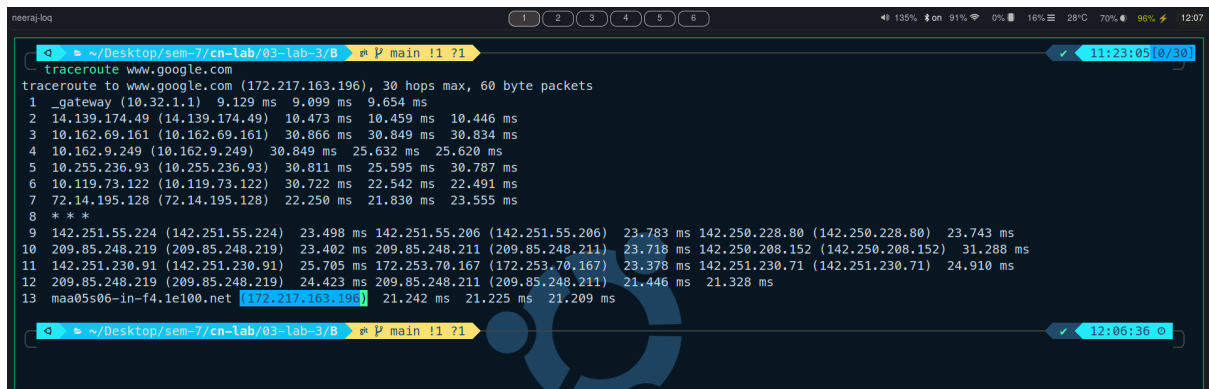 neeraj-loq 1 2 3 4 5 6 135% on 91% 0% 16% 28°C 70% 96% 12:07
~/Desktop/sem-7/cn-lab/03-lab-3/B git main !1 ?1 ✔ 11:23:05 [0/30]
traceroute www.google.com
traceroute to www.google.com (172.217.163.196), 30 hops max, 60 byte packets
1 _gateway (10.32.1.1) 9.129 ms 9.099 ms 9.654 ms
2 14.139.174.49 (14.139.174.49) 10.473 ms 10.459 ms 10.446 ms
3 10.162.69.161 (10.162.69.161) 30.866 ms 30.849 ms 30.834 ms
4 10.162.9.249 (10.162.9.249) 30.849 ms 25.632 ms 25.620 ms
5 10.255.236.93 (10.255.236.93) 30.811 ms 25.595 ms 30.787 ms
6 10.119.73.122 (10.119.73.122) 30.722 ms 22.542 ms 22.491 ms
7 72.14.195.128 (72.14.195.128) 22.250 ms 21.830 ms 23.555 ms
8 * * *
9 142.251.55.224 (142.251.55.224) 23.498 ms 142.251.55.206 (142.251.55.206) 23.783 ms 142.250.228.80 (142.250.228.80) 23.743 ms
10 209.85.248.219 (209.85.248.219) 23.402 ms 209.85.248.211 (209.85.248.211) 23.718 ms 142.250.208.152 (142.250.208.152) 31.288 ms
11 142.251.230.91 (142.251.230.91) 25.705 ms 172.253.70.167 (172.253.70.167) 23.378 ms 142.251.230.71 (142.251.230.71) 24.910 ms
12 209.85.248.219 (209.85.248.219) 24.423 ms 209.85.248.211 (209.85.248.211) 21.446 ms 21.328 ms
13 maa05s06-in-f4.1e100.net (172.217.163.196) 21.242 ms 21.225 ms 21.209 ms
~/Desktop/sem-7/cn-lab/03-lab-3/B git main !1 ?1 ✔ 12:06:36